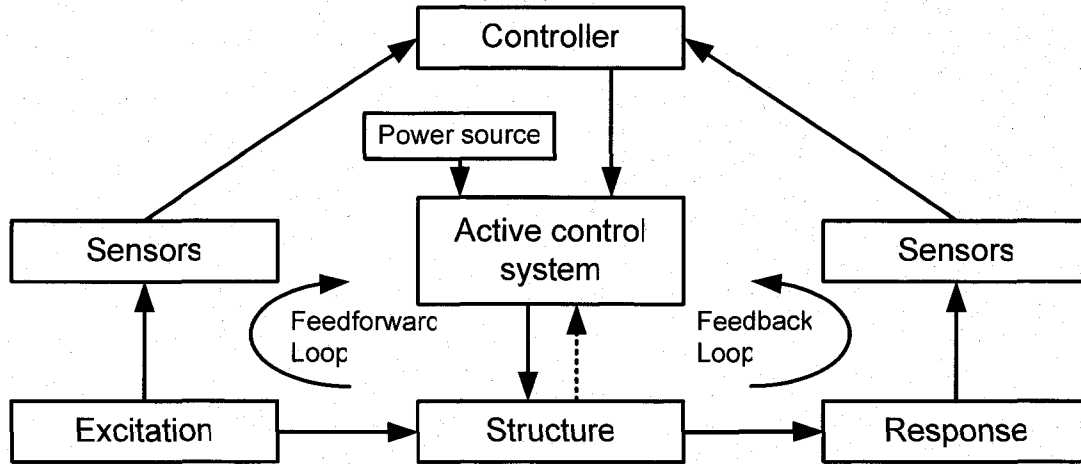 Controller
Power source
Active control
system
Sensors
Sensors
Feedforward
Loop
Feedback
Loop
Excitation
Structure
Response